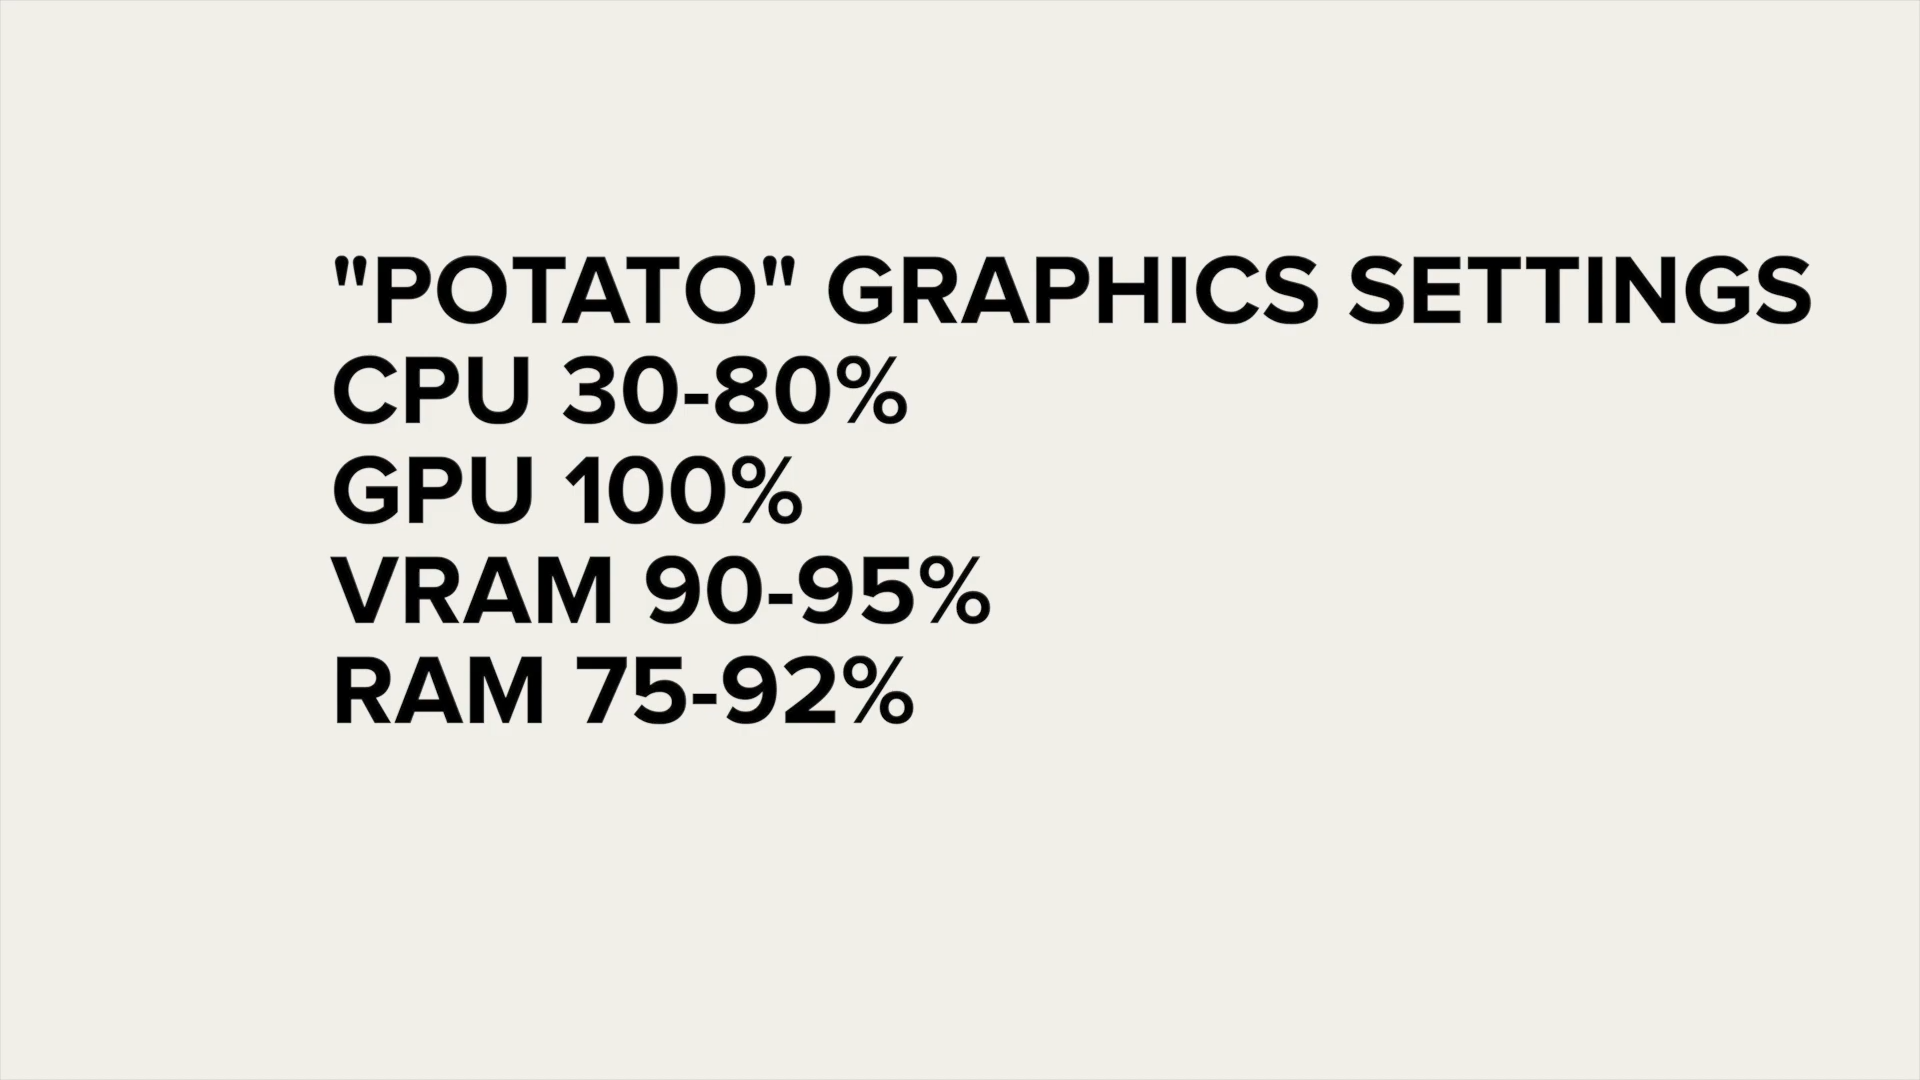 "POTATO" GRAPHICS SETTINGS
CPU 30-80%
GPU 100%
VRAM 90-95%
RAM 75-92%